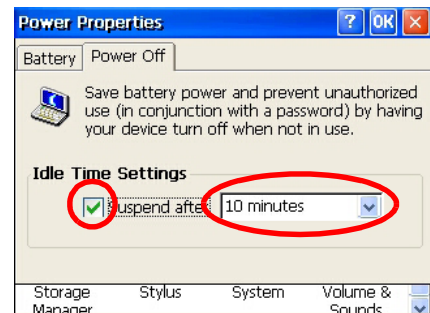 Power Properties ? OK ×
Battery Power Off
Save battery power and prevent unauthorized
use (in conjunction with a password) by having
your device turn off when not in use.
Idle Time Settings
Suspend after 10 minutes
Storage Stylus System Volume &
Manager Sounds